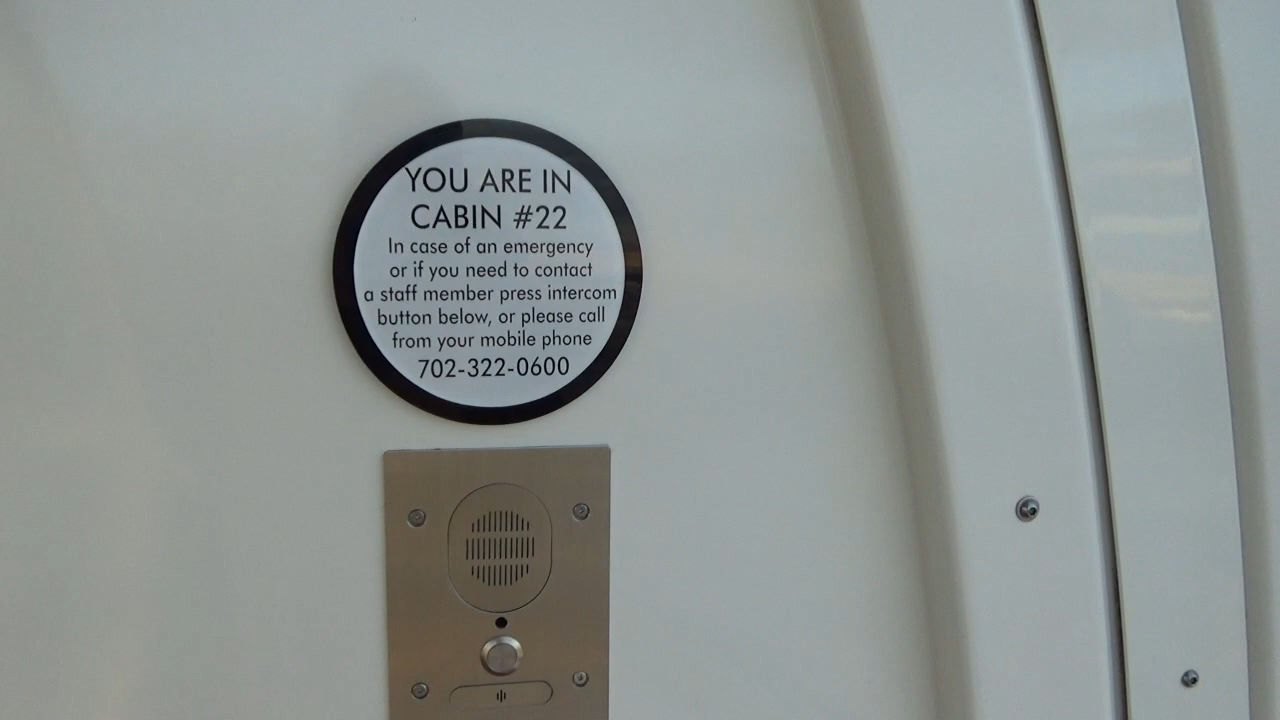 YOU ARE IN
CABIN #22
In case of an emergency
or if you need to contact
a staff member press intercom
button below, or please call
from your mobile phone
702-322-0600